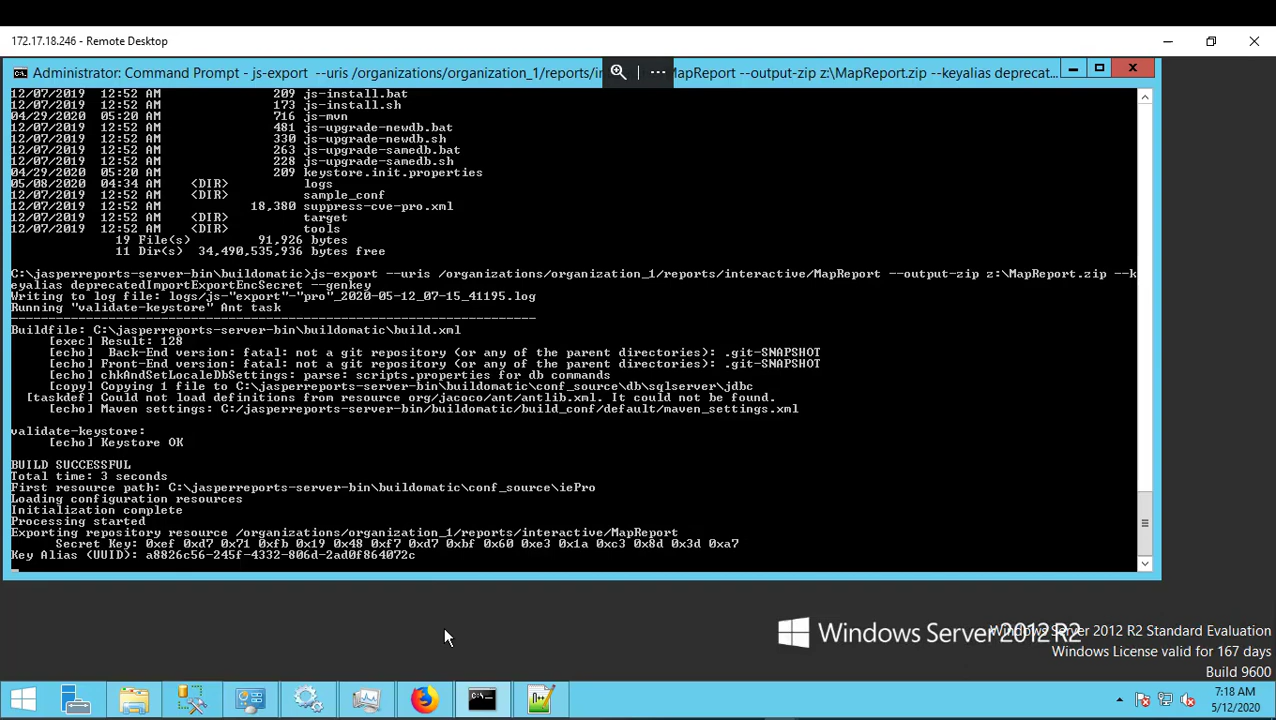 172.17.18.246 - Remote Desktop
Administrator: Command Prompt - js-export --uris /organizations/organization_1/reports/in MapReport --output-zip z:\MapReport.zip --keyalias deprecat...
12/07/2019 12:52 AM 209 js-install.bat
12/07/2019 12:52 AM 173 js-install.sh
04/29/2020 05:20 AM 716 js-mvn
12/07/2019 12:52 AM 481 js-upgrade-newdb.bat
12/07/2019 12:52 AM 330 js-upgrade-newdb.sh
12/07/2019 12:52 AM 263 js-upgrade-samedb.bat
12/07/2019 12:52 AM 228 js-upgrade-samedb.sh
04/29/2020 05:20 AM 209 keystore.init.properties
05/08/2020 04:34 AM <DIR> logs
12/07/2019 12:52 AM <DIR> sample_conf
12/07/2019 12:52 AM 18,380 suppress-cve-pro.xml
12/07/2019 12:52 AM <DIR> target
12/07/2019 12:52 AM <DIR> tools
19 File(s) 91,926 bytes
11 Dir(s) 34,490,535,936 bytes free
C:\jasperreports-server-bin\buildomatic>js-export --uris /organizations/organization_1/reports/interactive/MapReport --output-zip z:\MapReport.zip --k
eyalias deprecatedImportExportEncSecret --genkey
Writing to log file: logs/js-"export"-"pro"_2020-05-12_07-15_41195.log
Running "validate-keystore" Ant task
----------------------------------------------------------------------
Buildfile: C:\jasperreports-server-bin\buildomatic\build.xml
[exec] Result: 128
[echo] Back-End version: fatal: not a git repository (or any of the parent directories): .git-SNAPSHOT
[echo] Front-End version: fatal: not a git repository (or any of the parent directories): .git-SNAPSHOT
[echo] chkAndSetLocaleDbSettings: parse: scripts.properties for db commands
[copy] Copying 1 file to C:\jasperreports-server-bin\buildomatic\conf_source\db\sqlserver\jdbc
[taskdef] Could not load definitions from resource org/jacoco/ant/antlib.xml. It could not be found.
[echo] Maven settings: C:/jasperreports-server-bin/buildomatic/build_conf/default/maven_settings.xml
validate-keystore:
[echo] Keystore OK
BUILD SUCCESSFUL
Total time: 3 seconds
First resource path: C:\jasperreports-server-bin\buildomatic\conf_source\iePro
Loading configuration resources
Initialization complete
Processing started
Exporting repository resource /organizations/organization_1/reports/interactive/MapReport
Secret Key: 0xef 0xd7 0x71 0xfb 0x19 0x48 0xf7 0xd7 0xbf 0x60 0xe3 0x1a 0xc3 0x8d 0x3d 0xa7
Key Alias (UUID): a8826c56-245f-4332-806d-2ad0f864072c
Windows Server 2012 R2
Windows Server 2012 R2 Standard Evaluation
Windows License valid for 167 days
Build 9600
7:18 AM
5/12/2020